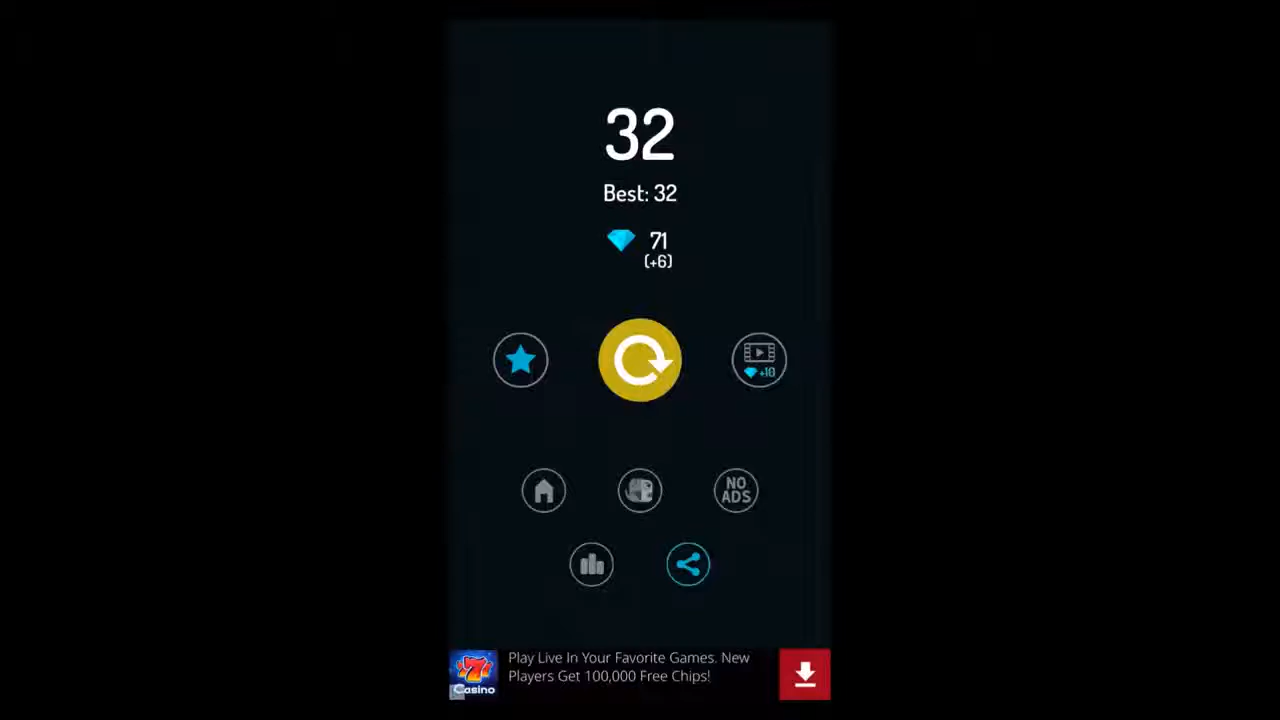 32
Best: 32
71
(+6)
+10
NO
ADS
Play Live In Your Favorite Games. New
Players Get 100,000 Free Chips!
7
Casino